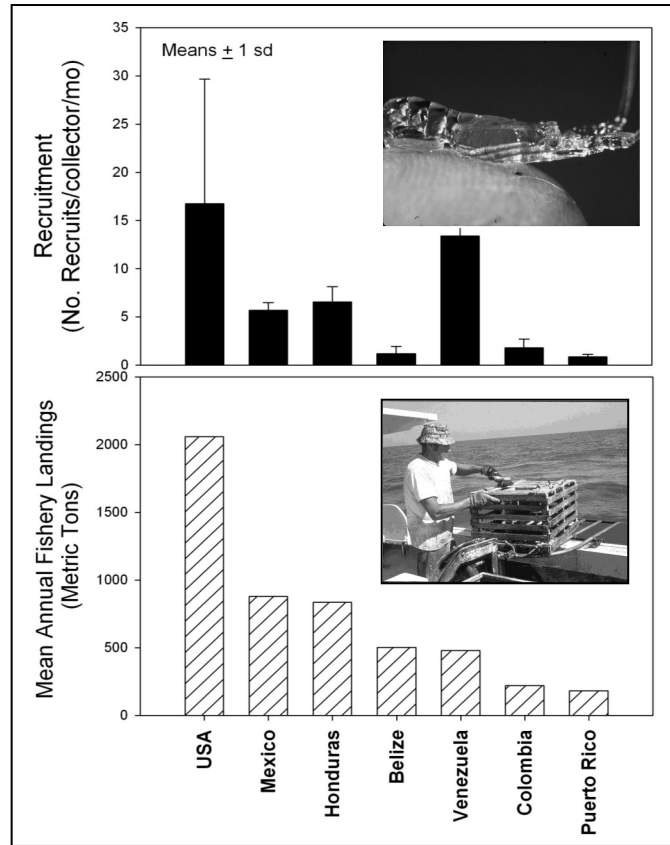 Means ± 1 sd
Recruitment
(No. Recruits/collector/mo)
35
30
25
20
15
10
5
0
Mean Annual Fishery Landings
(Metric Tons)
2500
2000
1500
1000
500
0
USA
Mexico
Honduras
Belize
Venezuela
Colombia
Puerto Rico